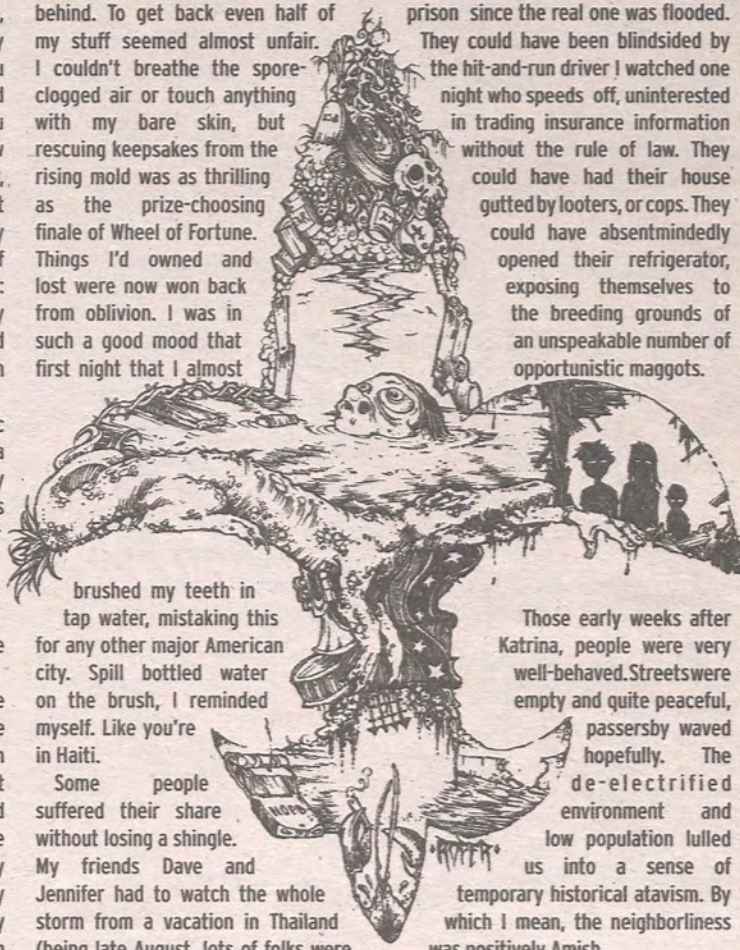 behind. To get back even half of
my stuff seemed almost unfair.
I couldn't breathe the spore-
clogged air or touch anything
with my bare skin, but
rescuing keepsakes from the
rising mold was as thrilling
as the prize-choosing
finale of Wheel of Fortune.
Things I'd owned and
lost were now won back
from oblivion. I was in
such a good mood that
first night that I almost
brushed my teeth in
tap water, mistaking this
for any other major American
city. Spill bottled water
on the brush, I reminded
myself. Like you're
in Haiti.
Some people
suffered their share
without losing a shingle.
My friends Dave and
Jennifer had to watch the whole
storm from a vacation in Thailand
(being late August, lots of folks were
prison since the real one was flooded.
They could have been blindsided by
the hit-and-run driver I watched one
night who speeds off, uninterested
in trading insurance information
without the rule of law. They
could have had their house
gutted by looters, or cops. They
could have absentmindedly
opened their refrigerator,
exposing themselves to
the breeding grounds of
an unspeakable number of
opportunistic maggots.
Those early weeks after
Katrina, people were very
well-behaved. Streets were
empty and quite peaceful,
passersby waved
hopefully. The
de-electrified
environment and
low population lulled
us into a sense of
temporary historical atavism. By
which I mean, the neighborliness
was positively Amish.
NOPD